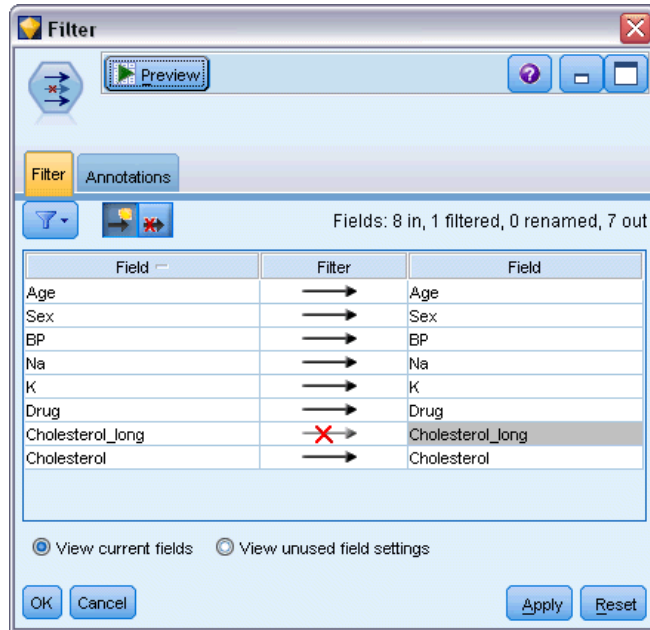 Filter
Preview
Filter
Annotations
Fields: 8 in, 1 filtered, 0 renamed, 7 out
Field Filter Field
Age Age
Sex Sex
BP BP
Na Na
K K
Drug Drug
Cholesterol_long Cholesterol_long
Cholesterol Cholesterol
View current fields View unused field settings
OK Cancel Apply Reset